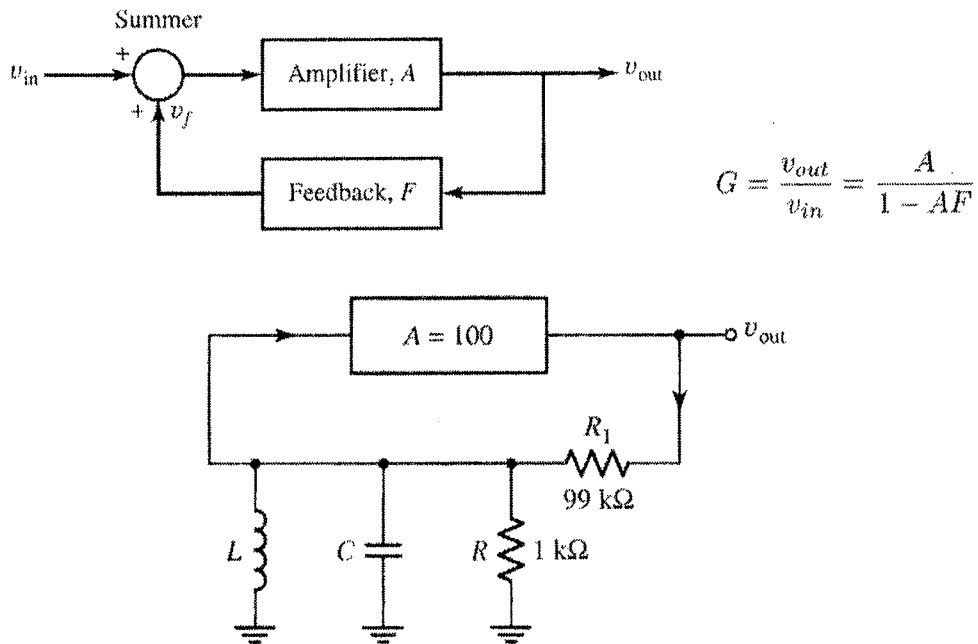 Summer
+
v_in
+
v_f
Amplifier, A
v_out
Feedback, F
G = v_out / v_in = A / (1 − AF)
A = 100
v_out
R_1
99 kΩ
L
C
R
1 kΩ